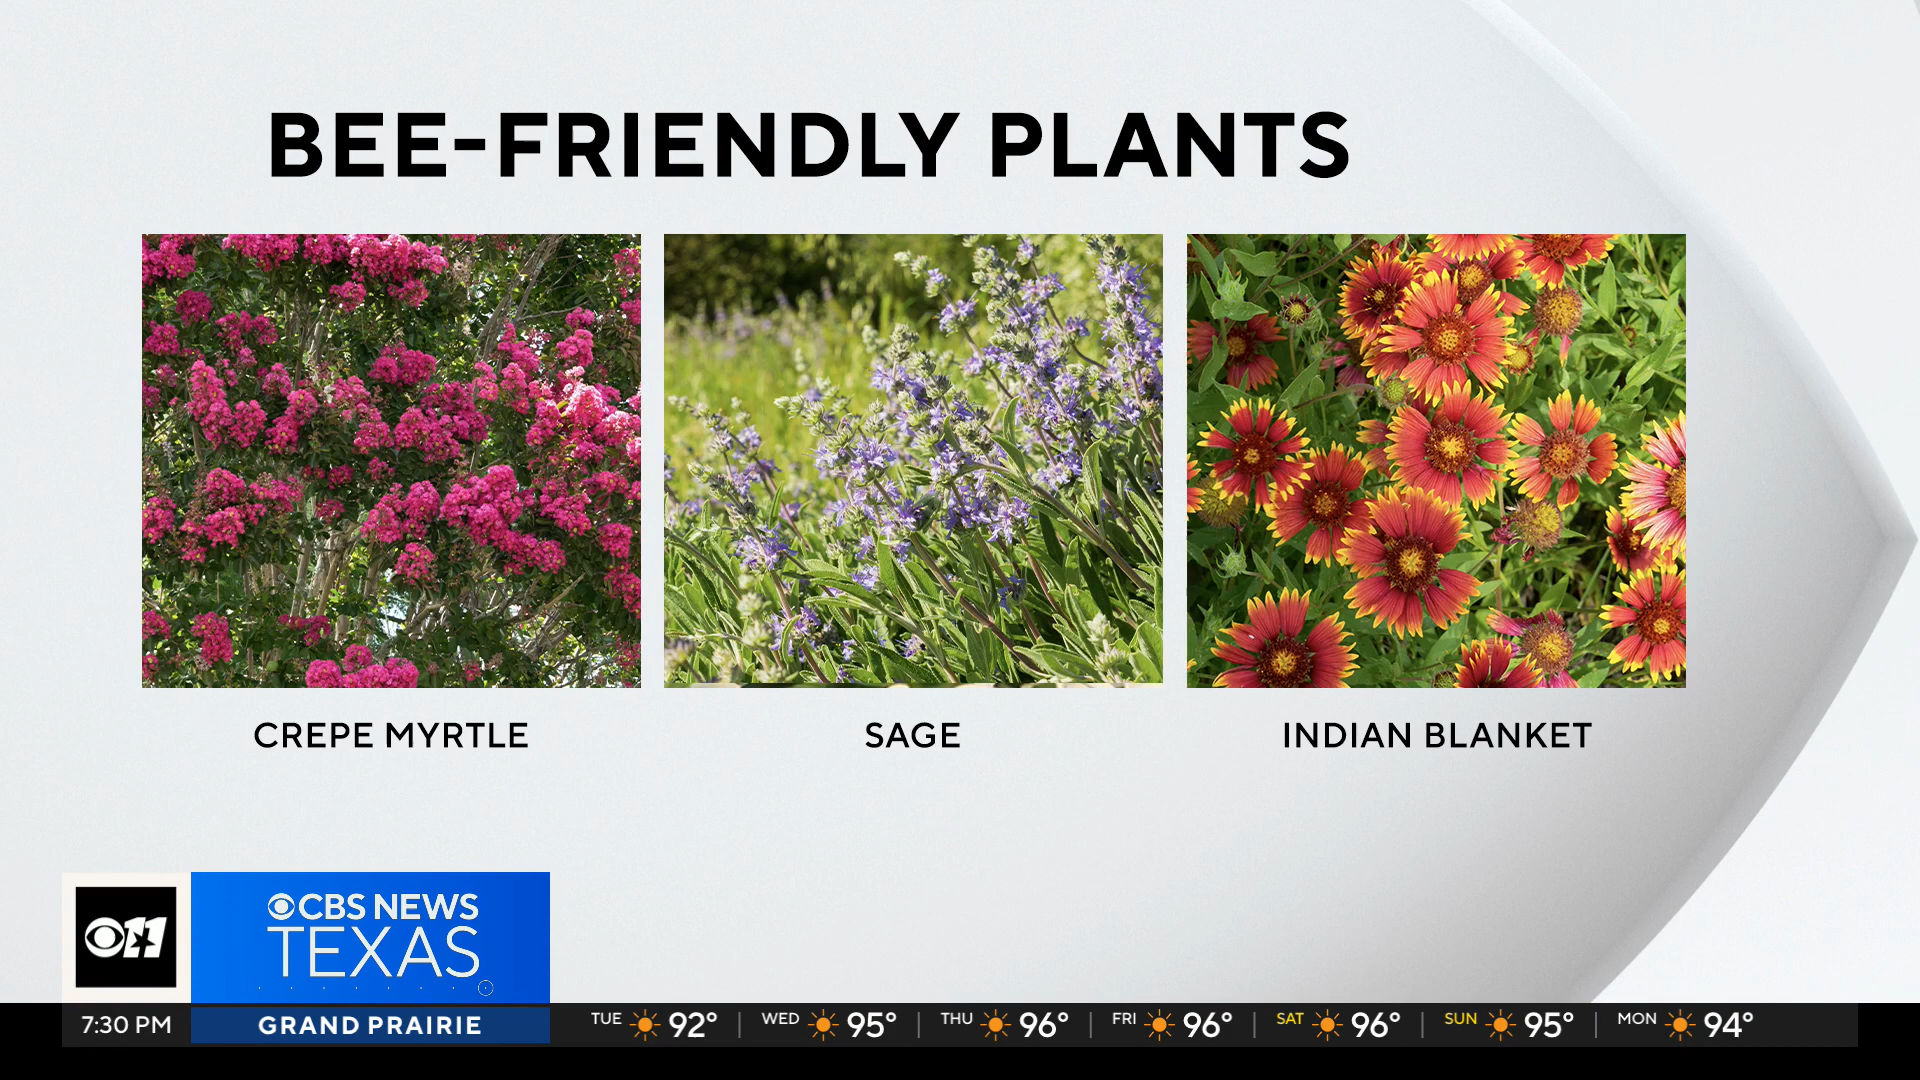 BEE-FRIENDLY PLANTS
CREPE MYRTLE
SAGE
INDIAN BLANKET
11
CBS NEWS
TEXAS
7:30 PM
GRAND PRAIRIE
TUE 92° | WED 95° | THU 96° | FRI 96° | SAT 96° | SUN 95° | MON 94°